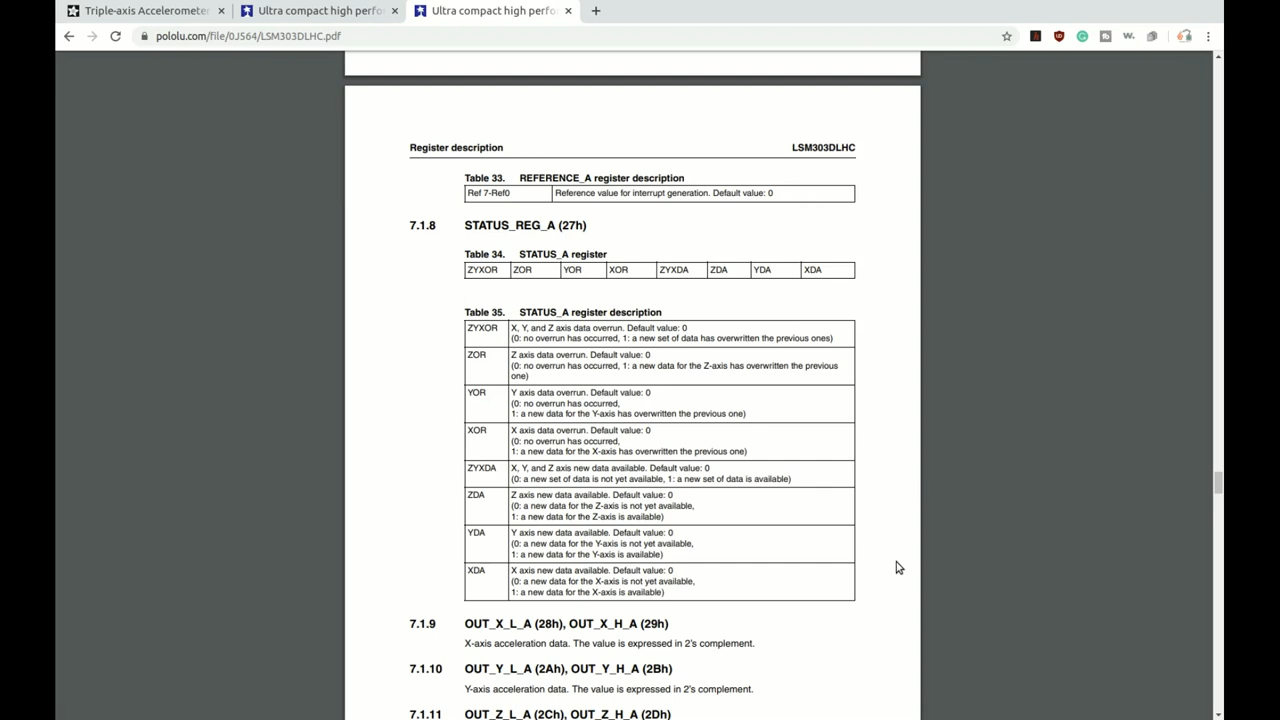 Triple-axis Accelerometer
Ultra compact high perfo
Ultra compact high perfo
pololu.com/file/0J564/LSM303DLHC.pdf
Register description LSM303DLHC
Table 33. REFERENCE_A register description
Ref 7-Ref0 Reference value for interrupt generation. Default value: 0
7.1.8 STATUS_REG_A (27h)
Table 34. STATUS_A register
ZYXOR ZOR YOR XOR ZYXDA ZDA YDA XDA
Table 35. STATUS_A register description
ZYXOR X, Y, and Z axis data overrun. Default value: 0
(0: no overrun has occurred, 1: a new set of data has overwritten the previous ones)
ZOR Z axis data overrun. Default value: 0
(0: no overrun has occurred, 1: a new data for the Z-axis has overwritten the previous
one)
YOR Y axis data overrun. Default value: 0
(0: no overrun has occurred,
1: a new data for the Y-axis has overwritten the previous one)
XOR X axis data overrun. Default value: 0
(0: no overrun has occurred,
1: a new data for the X-axis has overwritten the previous one)
ZYXDA X, Y, and Z axis new data available. Default value: 0
(0: a new set of data is not yet available, 1: a new set of data is available)
ZDA Z axis new data available. Default value: 0
(0: a new data for the Z-axis is not yet available,
1: a new data for the Z-axis is available)
YDA Y axis new data available. Default value: 0
(0: a new data for the Y-axis is not yet available,
1: a new data for the Y-axis is available)
XDA X axis new data available. Default value: 0
(0: a new data for the X-axis is not yet available,
1: a new data for the X-axis is available)
7.1.9 OUT_X_L_A (28h), OUT_X_H_A (29h)
X-axis acceleration data. The value is expressed in 2's complement.
7.1.10 OUT_Y_L_A (2Ah), OUT_Y_H_A (2Bh)
Y-axis acceleration data. The value is expressed in 2's complement.
7.1.11 OUT_Z_L_A (2Ch), OUT_Z_H_A (2Dh)